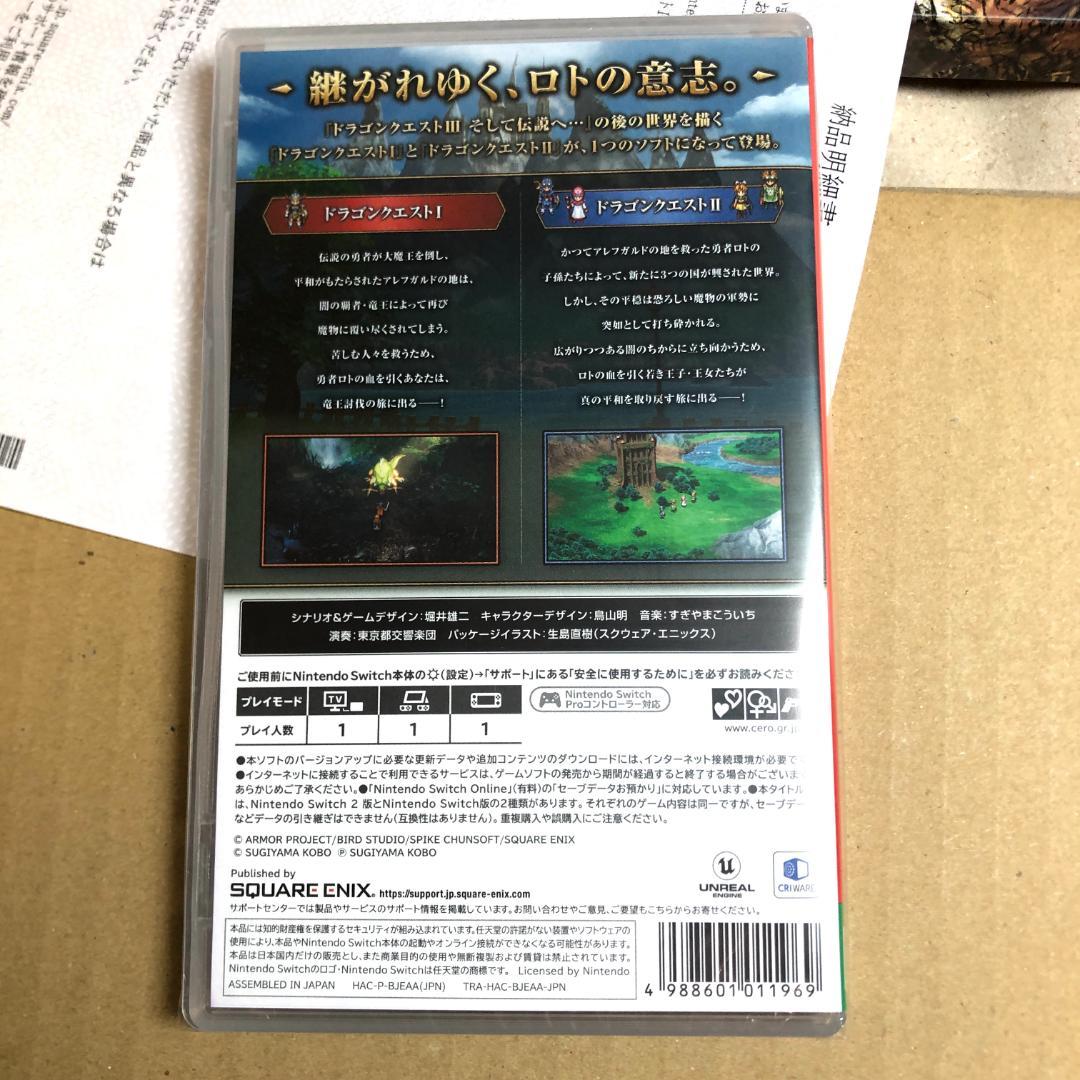 継がれゆく、ロトの意志。
『ドラゴンクエストIII そして伝説へ…』の後の世界を描く
『ドラゴンクエストI』と『ドラゴンクエストII』が、1つのソフトになって登場。
ドラゴンクエストI
伝説の勇者が大魔王を倒し、
平和がもたらされたアレフガルドの地は、
闇の覇者・竜王によって再び
魔物に覆い尽くされてしまう。
苦しむ人々を救うため、
勇者ロトの血を引くあなたは、
竜王討伐の旅に出る——！
ドラゴンクエストII
かつてアレフガルドの地を救った勇者ロトの
子孫たちによって、新たに3つの国が興された世界。
しかし、その平穏は恐ろしい魔物の軍勢に
突如として打ち砕かれる。
広がりつつある闇のちからに立ち向かうため、
ロトの血を引く若き王子・王女たちが
真の平和を取り戻す旅に出る——！
シナリオ&ゲームデザイン:堀井雄二 キャラクターデザイン:鳥山明 音楽:すぎやまこういち
演奏:東京都交響楽団 パッケージイラスト:生島直樹(スクウェア・エニックス)
ご使用前にNintendo Switch本体の(設定)→「サポート」にある「安全に使用するために」を必ずお読みくださ
プレイモード TV
プレイ人数 1 1 1
Nintendo Switch
Proコントローラー対応
www.cero.gr.j
●本ソフトのバージョンアップに必要な更新データや追加コンテンツのダウンロードには、インターネット接続環境が必要で
●インターネットに接続することで利用できるサービスは、ゲームソフトの発売から期間が経過すると終了する場合がございま
あらかじめご了承ください。●「Nintendo Switch Online」(有料)の「セーブデータお預かり」に対応しています。●本タイトル
は、Nintendo Switch 2 版とNintendo Switch版の2種類があります。それぞれのゲーム内容は同一ですが、セーブデー
などデータの引き継ぎはできません(互換性はありません)。重複購入や誤購入にご注意ください。
© ARMOR PROJECT/BIRD STUDIO/SPIKE CHUNSOFT/SQUARE ENIX
© SUGIYAMA KOBO ℗ SUGIYAMA KOBO
Published by
SQUARE ENIX. https://support.jp.square-enix.com
サポートセンターでは製品やサービスのサポート情報を掲載しています。お問い合わせやご意見、ご要望もこちらからお寄せください。
UNREAL
ENGINE
CRIWARE
本品には知的財産権を保護するセキュリティが組み込まれています。任天堂の許諾がない装置やソフトウェアの
使用により、本品やNintendo Switch本体の起動やオンライン接続ができなくなる可能性があります。
本品は日本国内だけの販売とし、また商業目的の使用や無断複製および賃貸は禁止されています。
Nintendo Switchのロゴ・Nintendo Switchは任天堂の商標です。 Licensed by Nintendo
ASSEMBLED IN JAPAN HAC-P-BJEAA(JPN) TRA-HAC-BJEAA-JPN
4 988601 011969
納品明細書